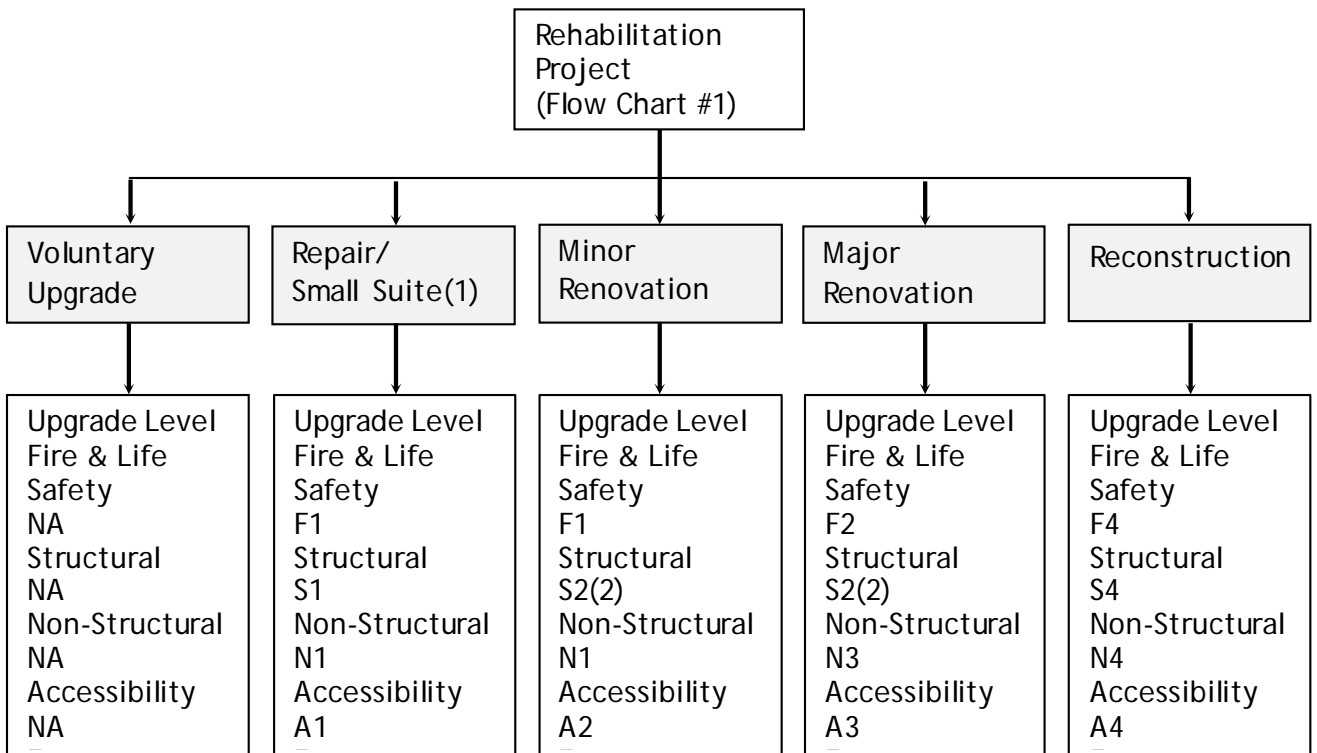 Rehabilitation
Project
(Flow Chart #1)
Voluntary
Upgrade
Repair/
Small Suite(1)
Minor
Renovation
Major
Renovation
Reconstruction
Upgrade Level
Fire & Life
Safety
NA
Structural
NA
Non-Structural
NA
Accessibility
NA
Upgrade Level
Fire & Life
Safety
F1
Structural
S1
Non-Structural
N1
Accessibility
A1
Upgrade Level
Fire & Life
Safety
F1
Structural
S2(2)
Non-Structural
N1
Accessibility
A2
Upgrade Level
Fire & Life
Safety
F2
Structural
S2(2)
Non-Structural
N3
Accessibility
A3
Upgrade Level
Fire & Life
Safety
F4
Structural
S4
Non-Structural
N4
Accessibility
A4